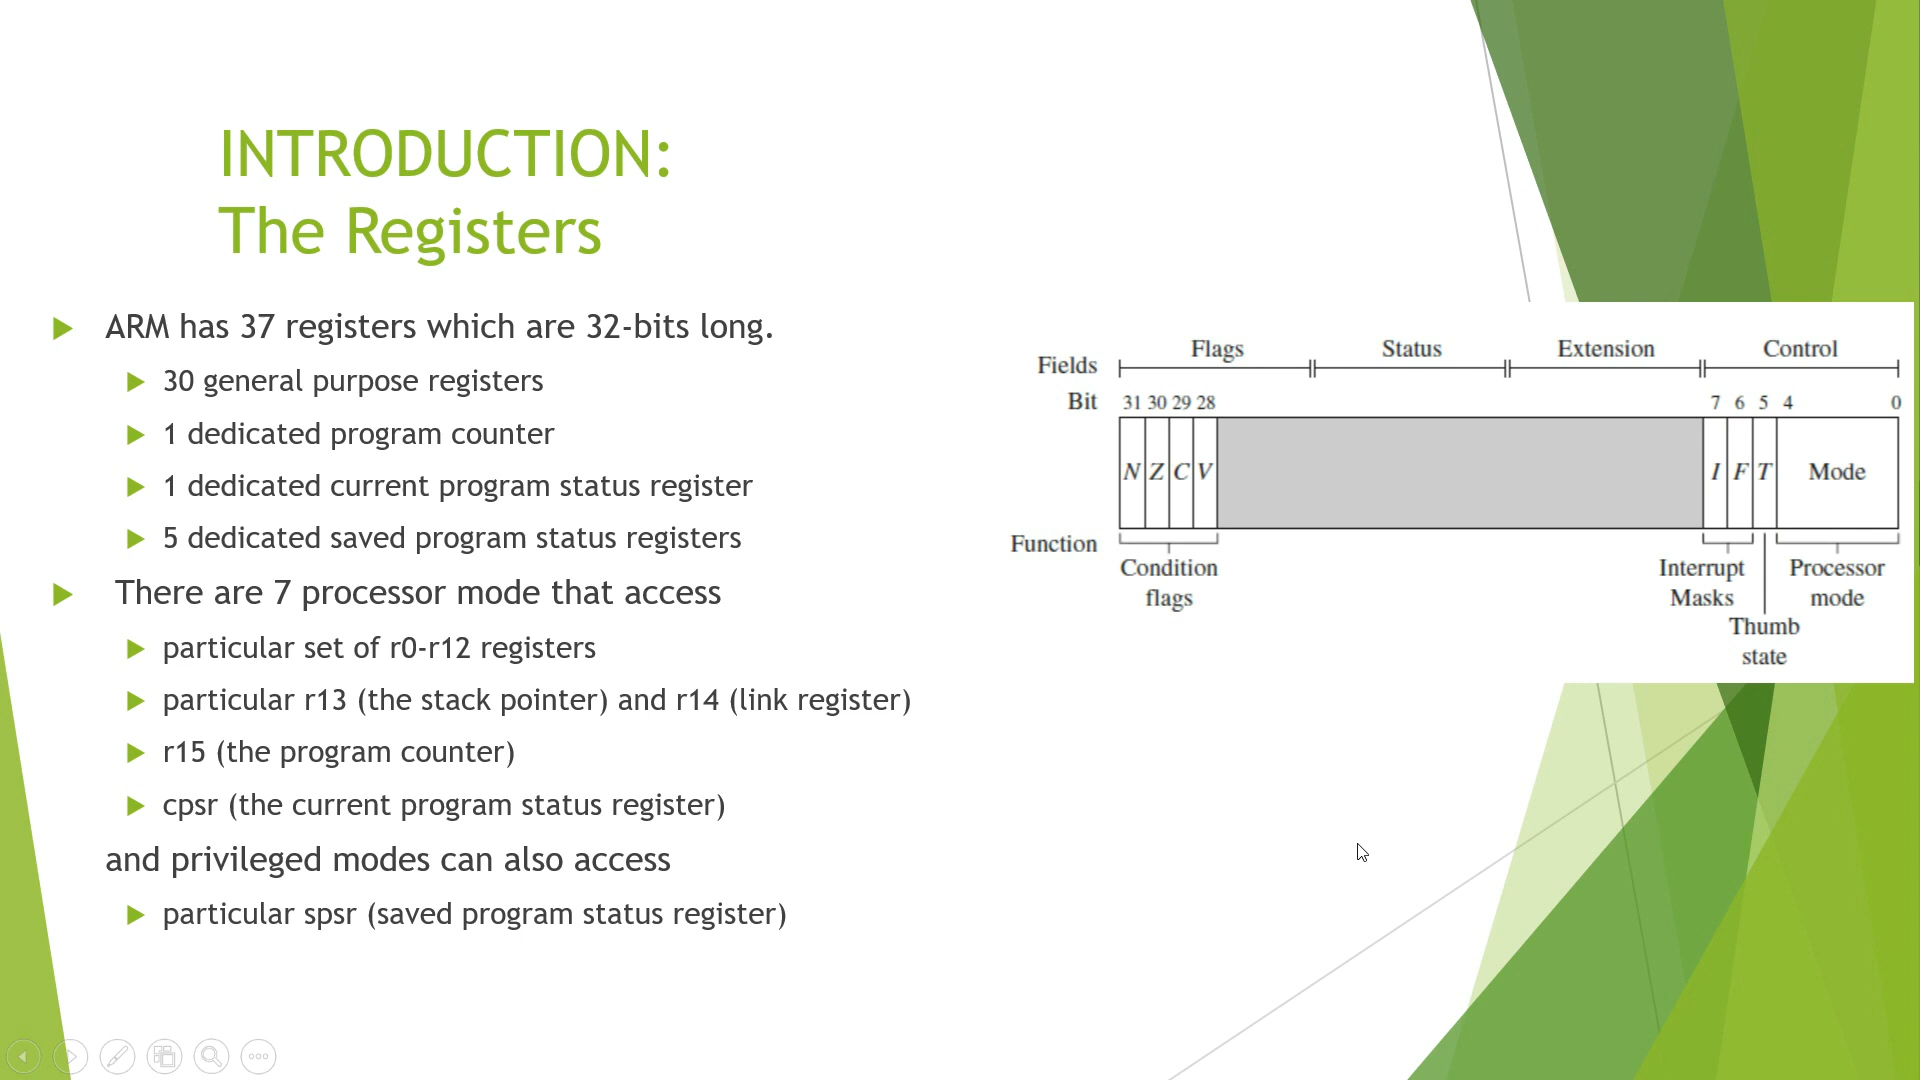 INTRODUCTION:
The Registers
ARM has 37 registers which are 32-bits long.
30 general purpose registers
1 dedicated program counter
1 dedicated current program status register
5 dedicated saved program status registers
There are 7 processor mode that access
particular set of r0-r12 registers
particular r13 (the stack pointer) and r14 (link register)
r15 (the program counter)
cpsr (the current program status register)
and privileged modes can also access
particular spsr (saved program status register)
Fields Flags Status Extension Control
Bit 31 30 29 28 7 6 5 4 0
N Z C V I F T Mode
Function
Condition flags
Interrupt Masks
Thumb state
Processor mode